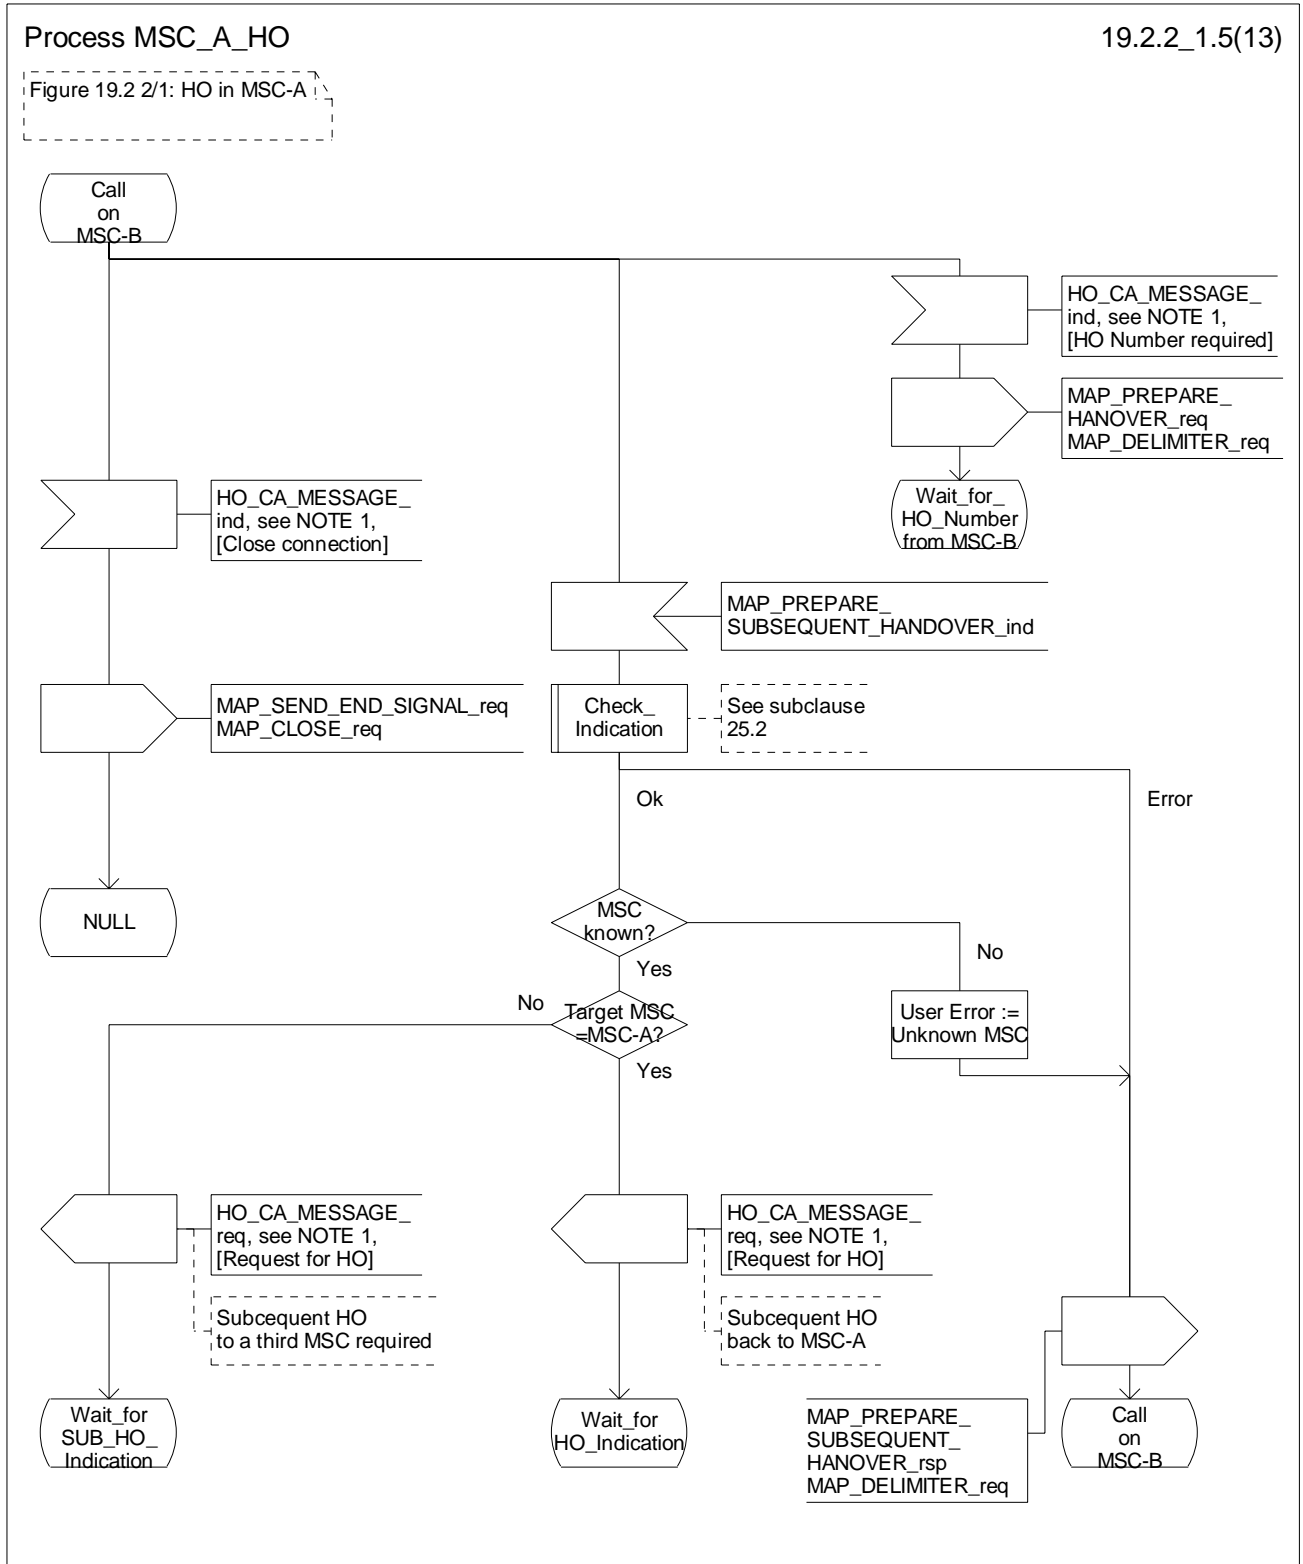 Process MSC_A_HO
19.2.2_1.5(13)
Figure 19.2 2/1: HO in MSC-A
Call
on
MSC-B
HO_CA_MESSAGE_
ind, see NOTE 1,
[HO Number required]
MAP_PREPARE_
HANOVER_req
MAP_DELIMITER_req
Wait_for_
HO_Number
from MSC-B
HO_CA_MESSAGE_
ind, see NOTE 1,
[Close connection]
MAP_PREPARE_
SUBSEQUENT_HANDOVER_ind
MAP_SEND_END_SIGNAL_req
MAP_CLOSE_req
Check_
Indication
See subclause
25.2
Ok
Error
NULL
MSC
known?
No
Yes
No
Target MSC
=MSC-A?
User Error :=
Unknown MSC
Yes
HO_CA_MESSAGE_
req, see NOTE 1,
[Request for HO]
HO_CA_MESSAGE_
req, see NOTE 1,
[Request for HO]
Subcequent HO
to a third MSC required
Subcequent HO
back to MSC-A
Wait_for
SUB_HO_
Indication
Wait_for
HO_Indication
MAP_PREPARE_
SUBSEQUENT_
HANOVER_rsp
MAP_DELIMITER_req
Call
on
MSC-B